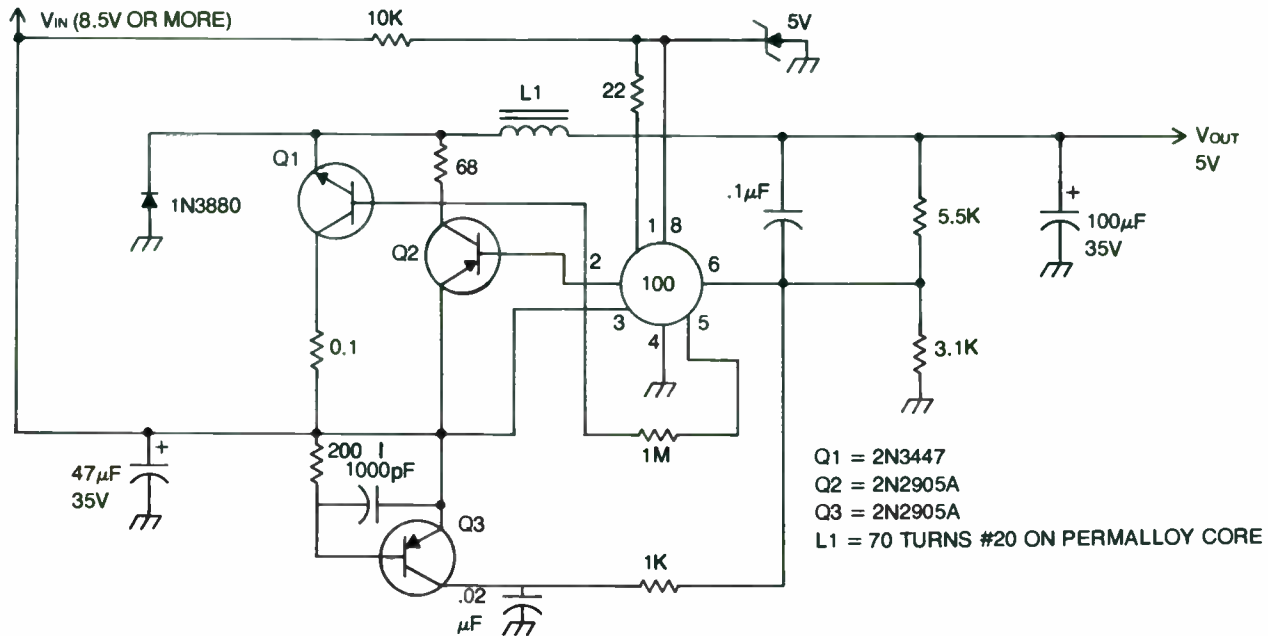 VIN (8.5V OR MORE)
10K
5V
22
L1
Q1
68
VOUT
5V
1N3880
.1µF
5.5K
+
100µF
35V
1 8
Q2
2
100
6
3
5
4
0.1
3.1K
+
47µF
35V
200
1000pF
1M
Q3
Q1 = 2N3447
Q2 = 2N2905A
Q3 = 2N2905A
L1 = 70 TURNS #20 ON PERMALLOY CORE
1K
.02
µF